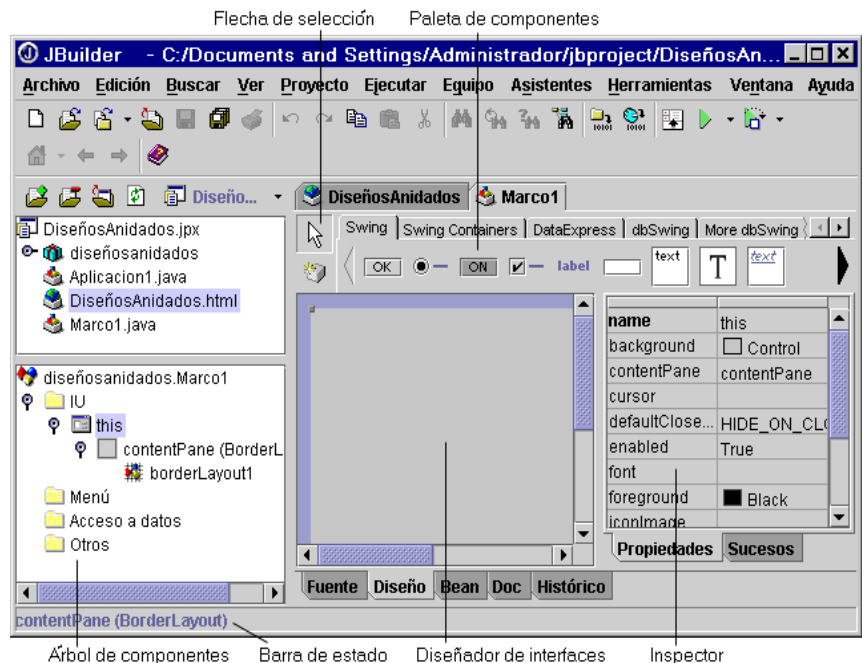 Flecha de selección Paleta de componentes
JBuilder - C:/Documents and Settings/Administrador/jbproject/DiseñosAn...
Archivo Edición Buscar Ver Proyecto Ejecutar Equipo Asistentes Herramientas Ventana Ayuda
Diseño...
DiseñosAnidados Marco1
DiseñosAnidados.jpx
diseñosanidados
Aplicacion1.java
DiseñosAnidados.html
Marco1.java
Swing Swing Containers DataExpress dbSwing More dbSwing
OK ON label text T text
diseñosanidados.Marco1
IU
this
contentPane (BorderL
borderLayout1
Menú
Acceso a datos
Otros
name this
background Control
contentPane contentPane
cursor
defaultClose... HIDE_ON_CLO
enabled True
font
foreground Black
iconImage
Propiedades Sucesos
Fuente Diseño Bean Doc Histórico
contentPane (BorderLayout)
Árbol de componentes Barra de estado Diseñador de interfaces Inspector